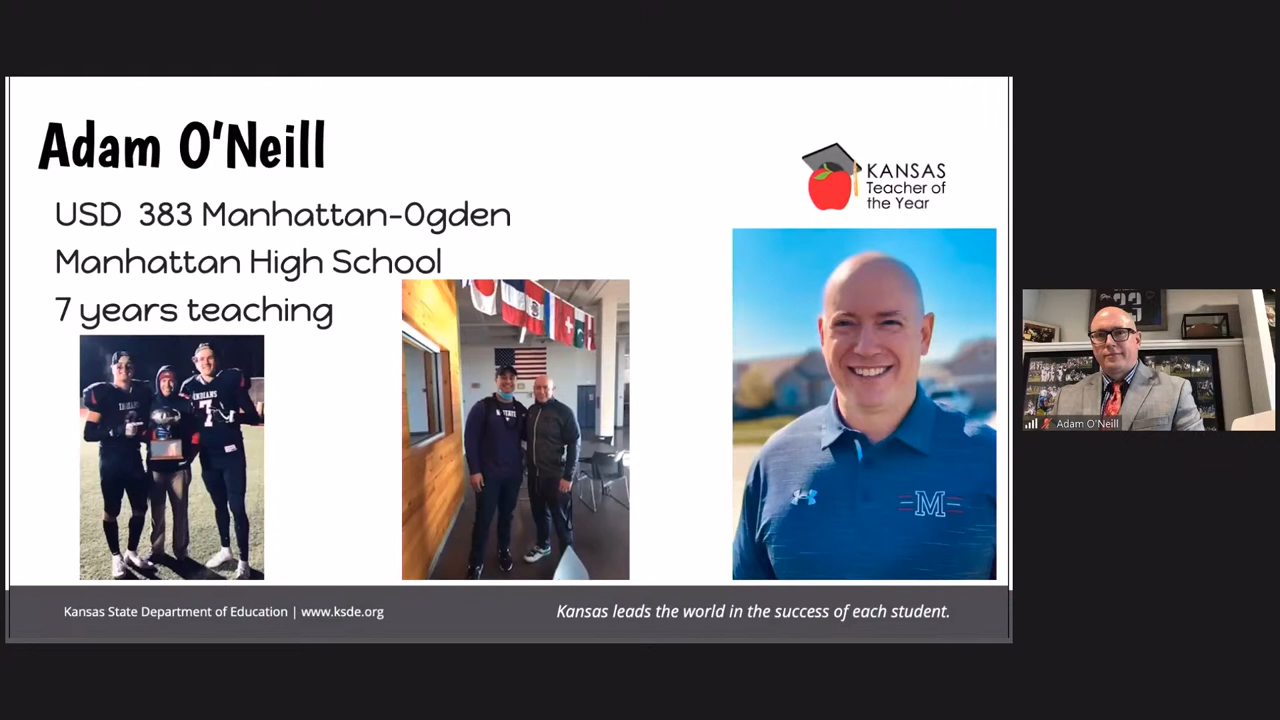 Adam O'Neill
USD 383 Manhattan-Ogden
Manhattan High School
7 years teaching
KANSAS
Teacher of
the Year
INDIANS
INDIANS
7
M
Adam O'Neill
Kansas State Department of Education | www.ksde.org
Kansas leads the world in the success of each student.